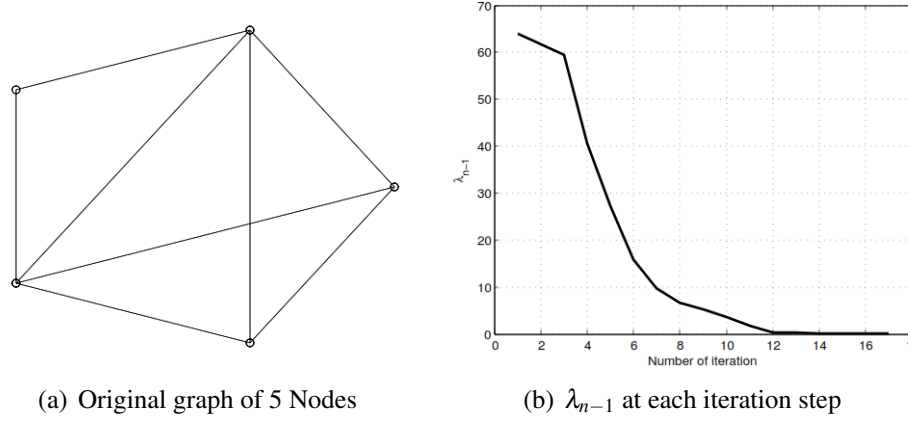 70
60
50
40
30
20
10
0
λn−1
0 2 4 6 8 10 12 14 16 18
Number of iteration
(a) Original graph of 5 Nodes
(b) λn−1 at each iteration step